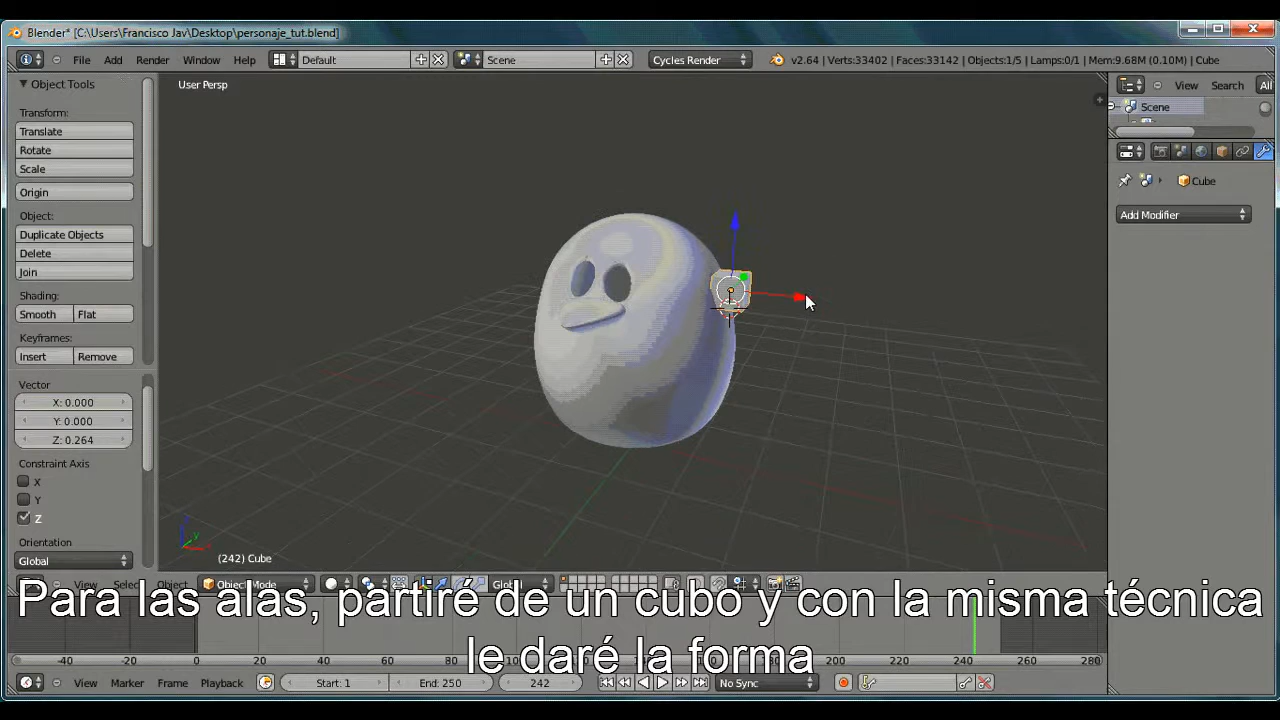 Blender* [C:\Users\Francisco Jav\Desktop\personaje_tut.blend]
File Add Render Window Help Default Scene Cycles Render v2.64 | Verts:33402 | Faces:33142 | Objects:1/5 | Lamps:0/1 | Mem:9.68M (0.10M) | Cube
Object Tools
Transform:
Translate
Rotate
Scale
Origin
Object:
Duplicate Objects
Delete
Join
Shading:
Smooth Flat
Keyframes:
Insert Remove
Vector
X: 0.000
Y: 0.000
Z: 0.264
Constraint Axis
X
Y
Z
Orientation
Global
User Persp
(242) Cube
View Search All
Scene
Cube
Add Modifier
View Select Object Object Mode Global
Para las alas, partiré de un cubo y con la misma técnica
le daré la forma
-40 -20 0 20 40 60 80 100 120 140 160 180 200 220 240 260 280
View Marker Frame Playback Start: 1 End: 250 242 No Sync